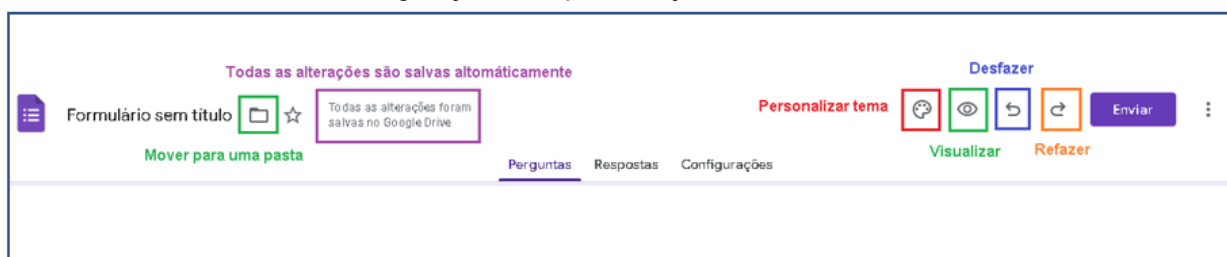 Todas as alterações são salvas altomáticamente
Desfazer
Formulário sem título
Todas as alterações foram
salvas no Google Drive
Personalizar tema
Enviar
Mover para uma pasta
Visualizar
Refazer
Perguntas
Respostas
Configurações